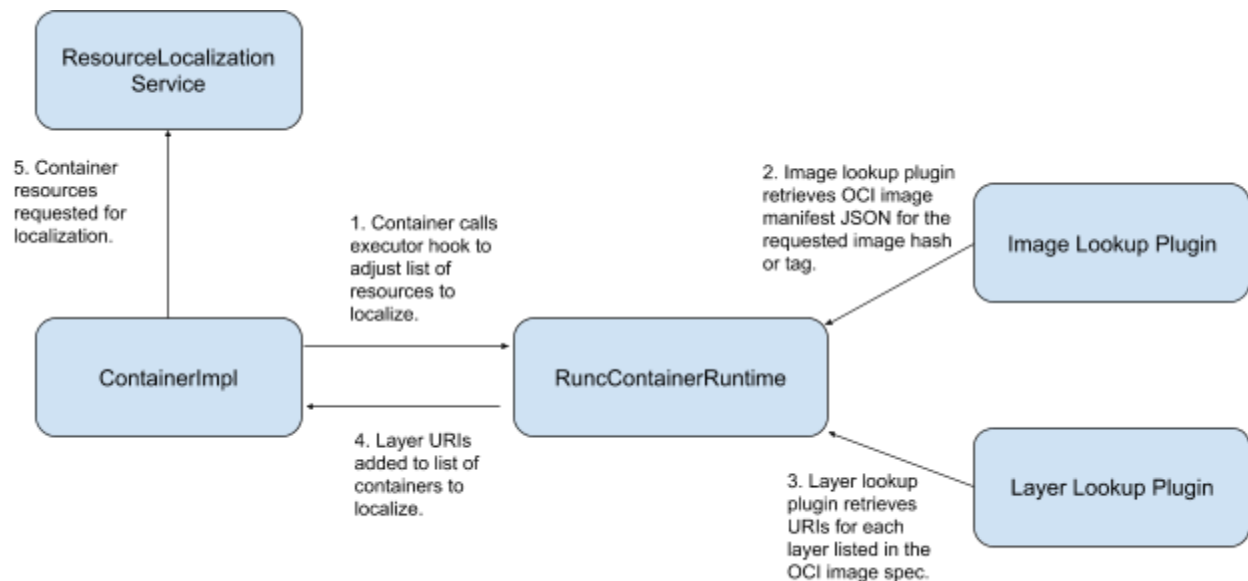 ResourceLocalization
Service
5. Container
resources
requested for
localization.
1. Container calls
executor hook to
adjust list of
resources to
localize.
2. Image lookup plugin
retrieves OCI image
manifest JSON for the
requested image hash
or tag.
Image Lookup Plugin
ContainerImpl
RuncContainerRuntime
4. Layer URIs
added to list of
containers to
localize.
3. Layer lookup
plugin retrieves
URIs for each
layer listed in the
OCI image spec.
Layer Lookup Plugin